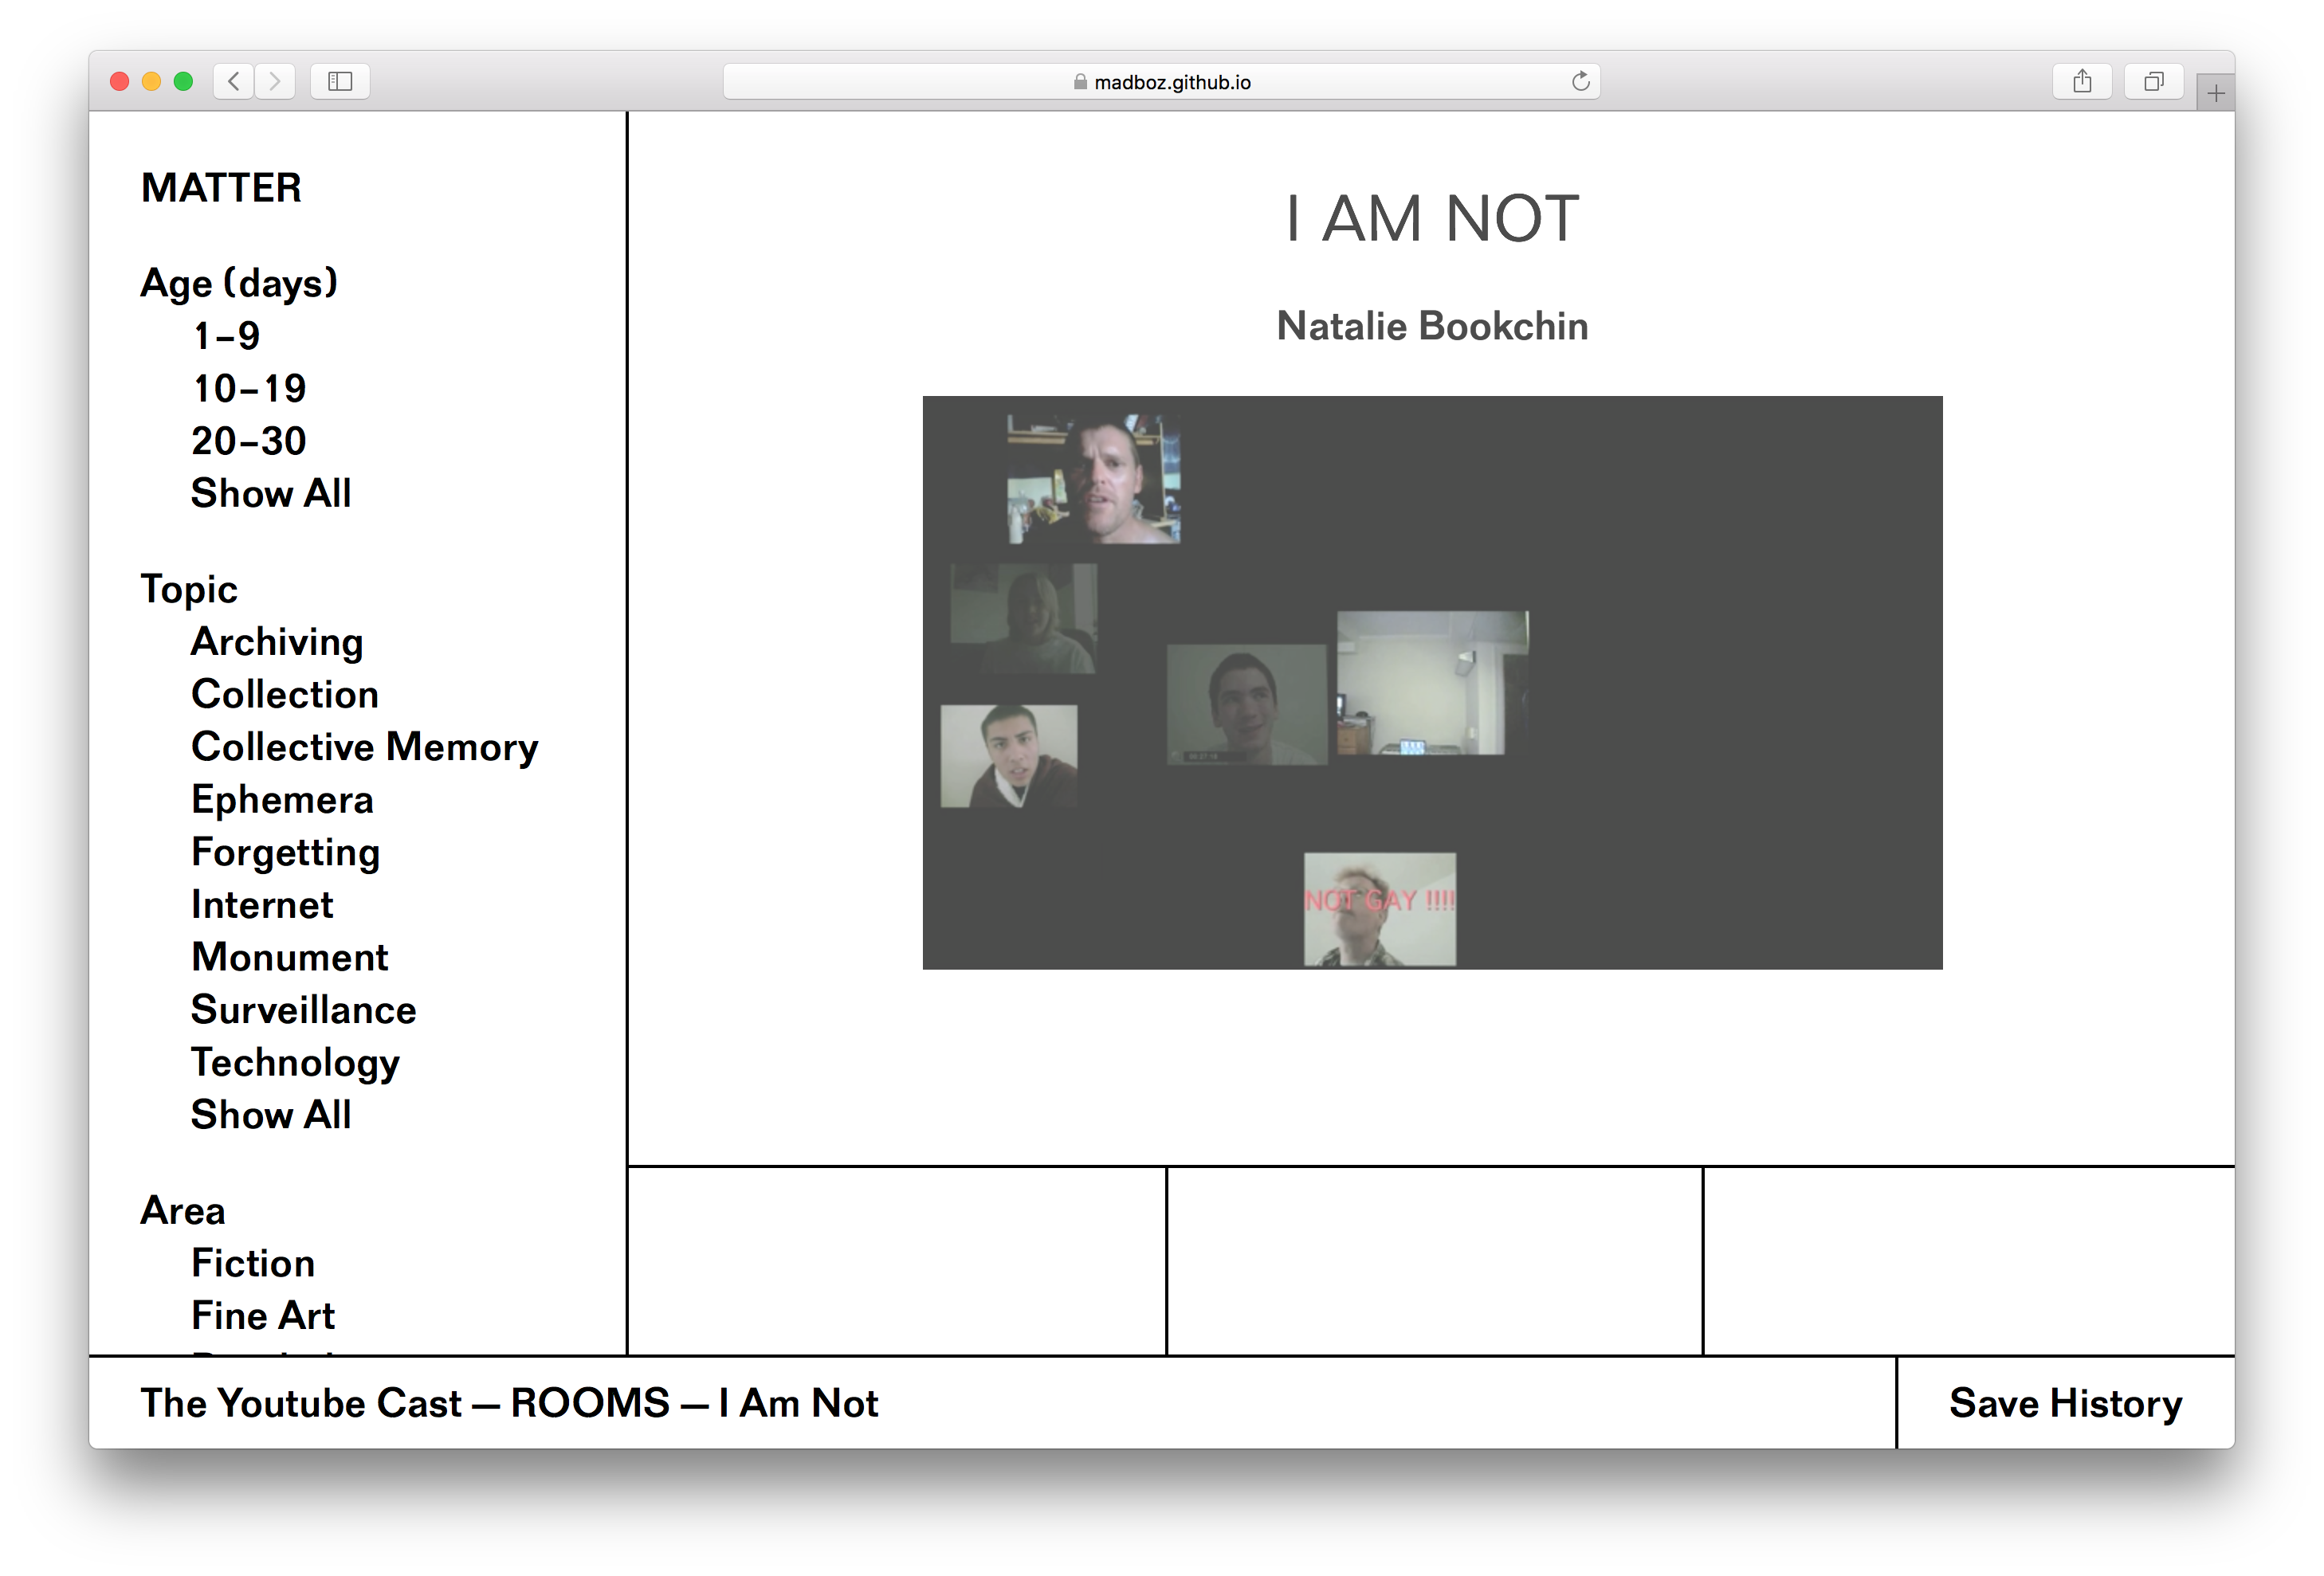 madboz.github.io
MATTER
Age (days)
1–9
10–19
20–30
Show All
Topic
Archiving
Collection
Collective Memory
Ephemera
Forgetting
Internet
Monument
Surveillance
Technology
Show All
Area
Fiction
Fine Art
I AM NOT
Natalie Bookchin
NOT GAY !!!!
The Youtube Cast — ROOMS — I Am Not
Save History